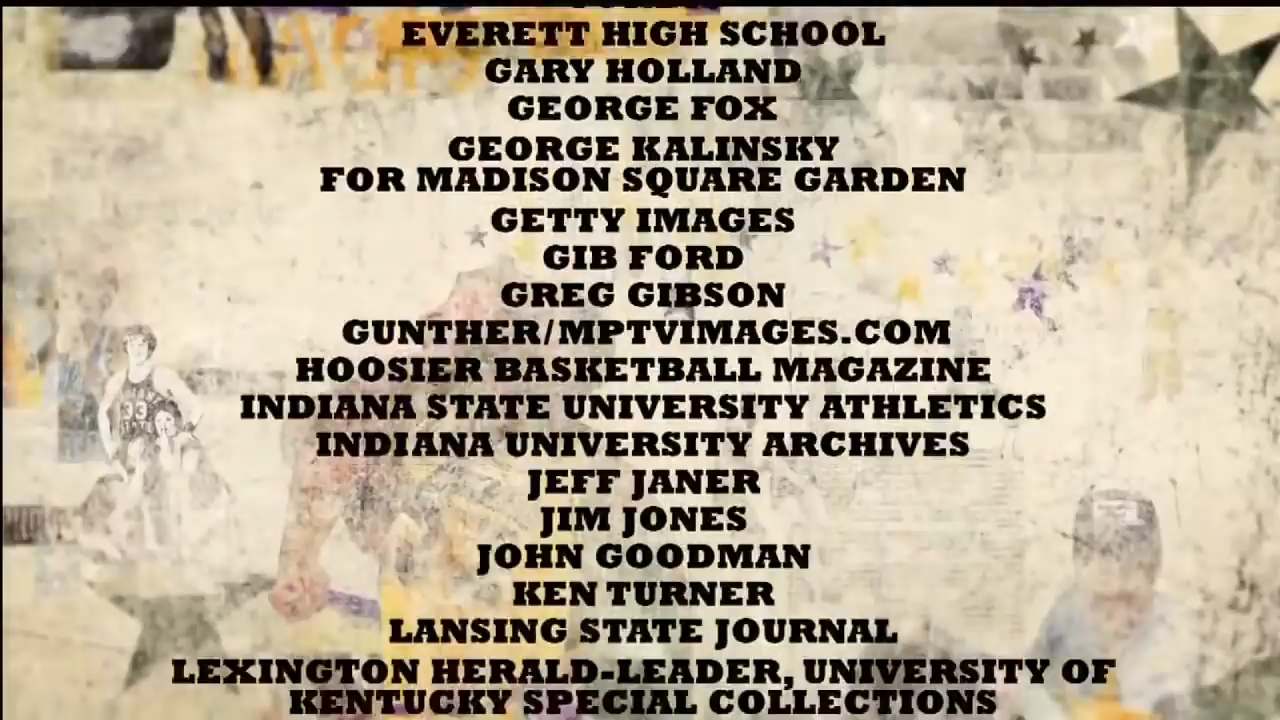 EVERETT HIGH SCHOOL
GARY HOLLAND
GEORGE FOX
GEORGE KALINSKY
FOR MADISON SQUARE GARDEN
GETTY IMAGES
GIB FORD
GREG GIBSON
GUNTHER/MPTVIMAGES.COM
HOOSIER BASKETBALL MAGAZINE
INDIANA STATE UNIVERSITY ATHLETICS
INDIANA UNIVERSITY ARCHIVES
JEFF JANER
JIM JONES
JOHN GOODMAN
KEN TURNER
LANSING STATE JOURNAL
LEXINGTON HERALD-LEADER, UNIVERSITY OF
KENTUCKY SPECIAL COLLECTIONS
33
STATE